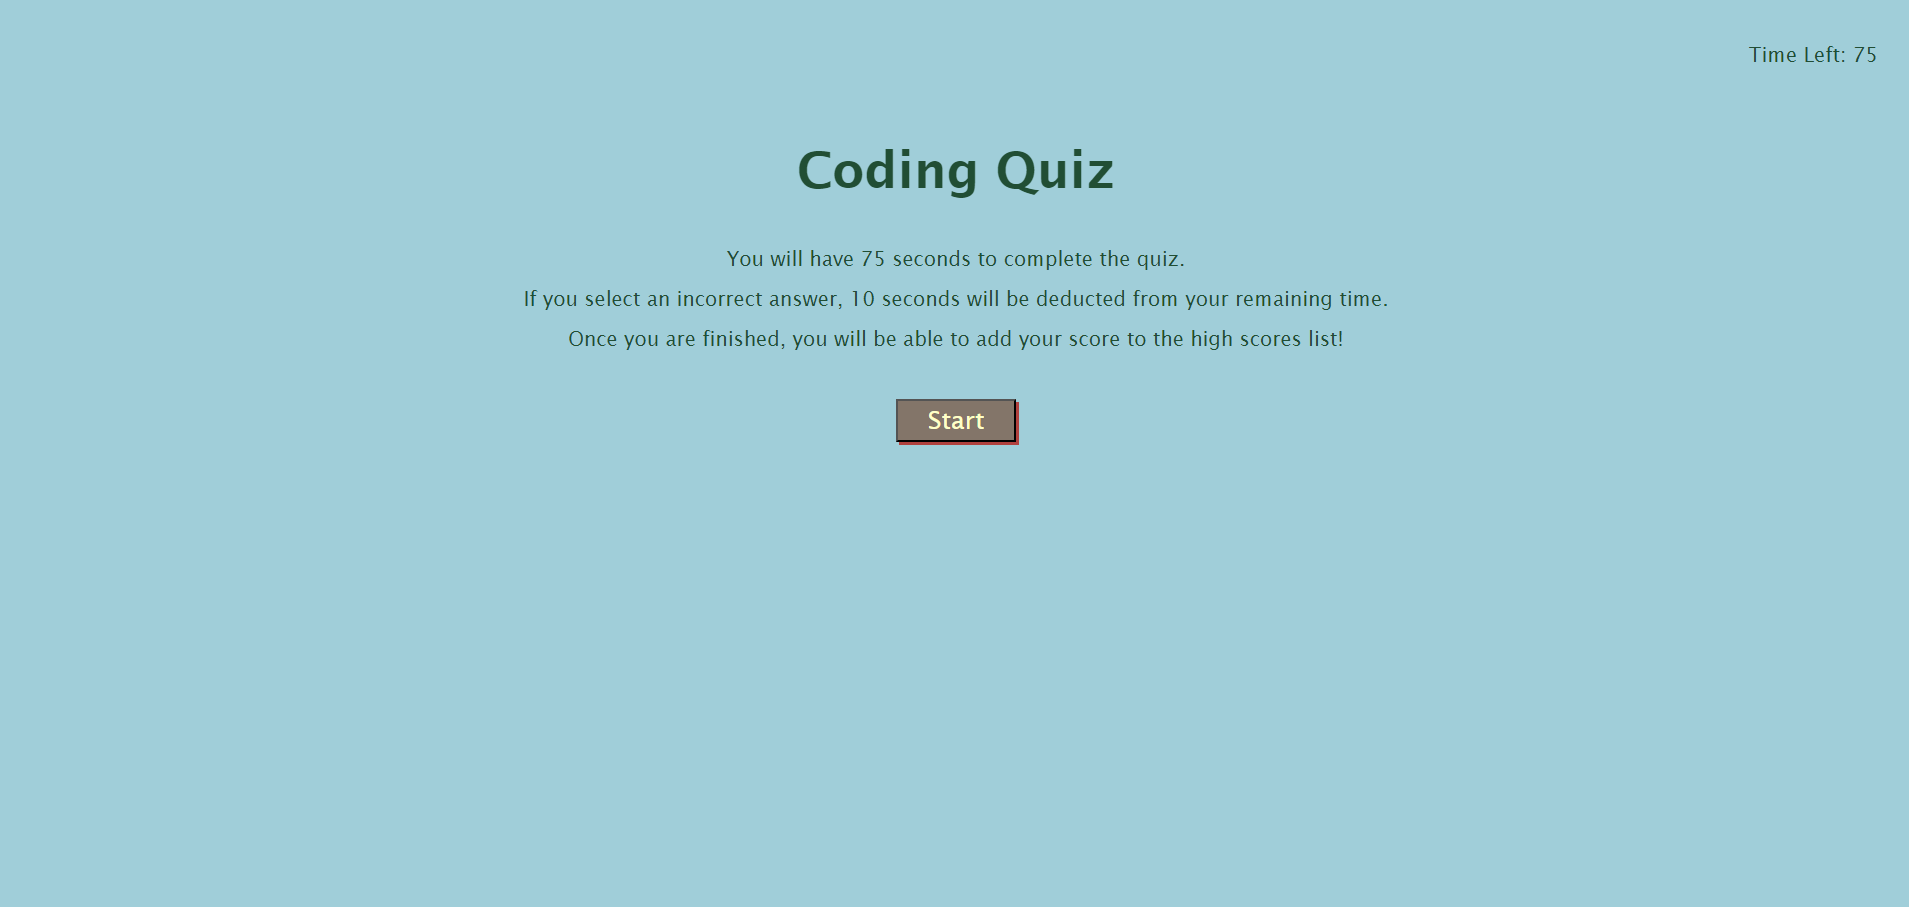 Time Left: 75
Coding Quiz
You will have 75 seconds to complete the quiz.
If you select an incorrect answer, 10 seconds will be deducted from your remaining time.
Once you are finished, you will be able to add your score to the high scores list!
Start